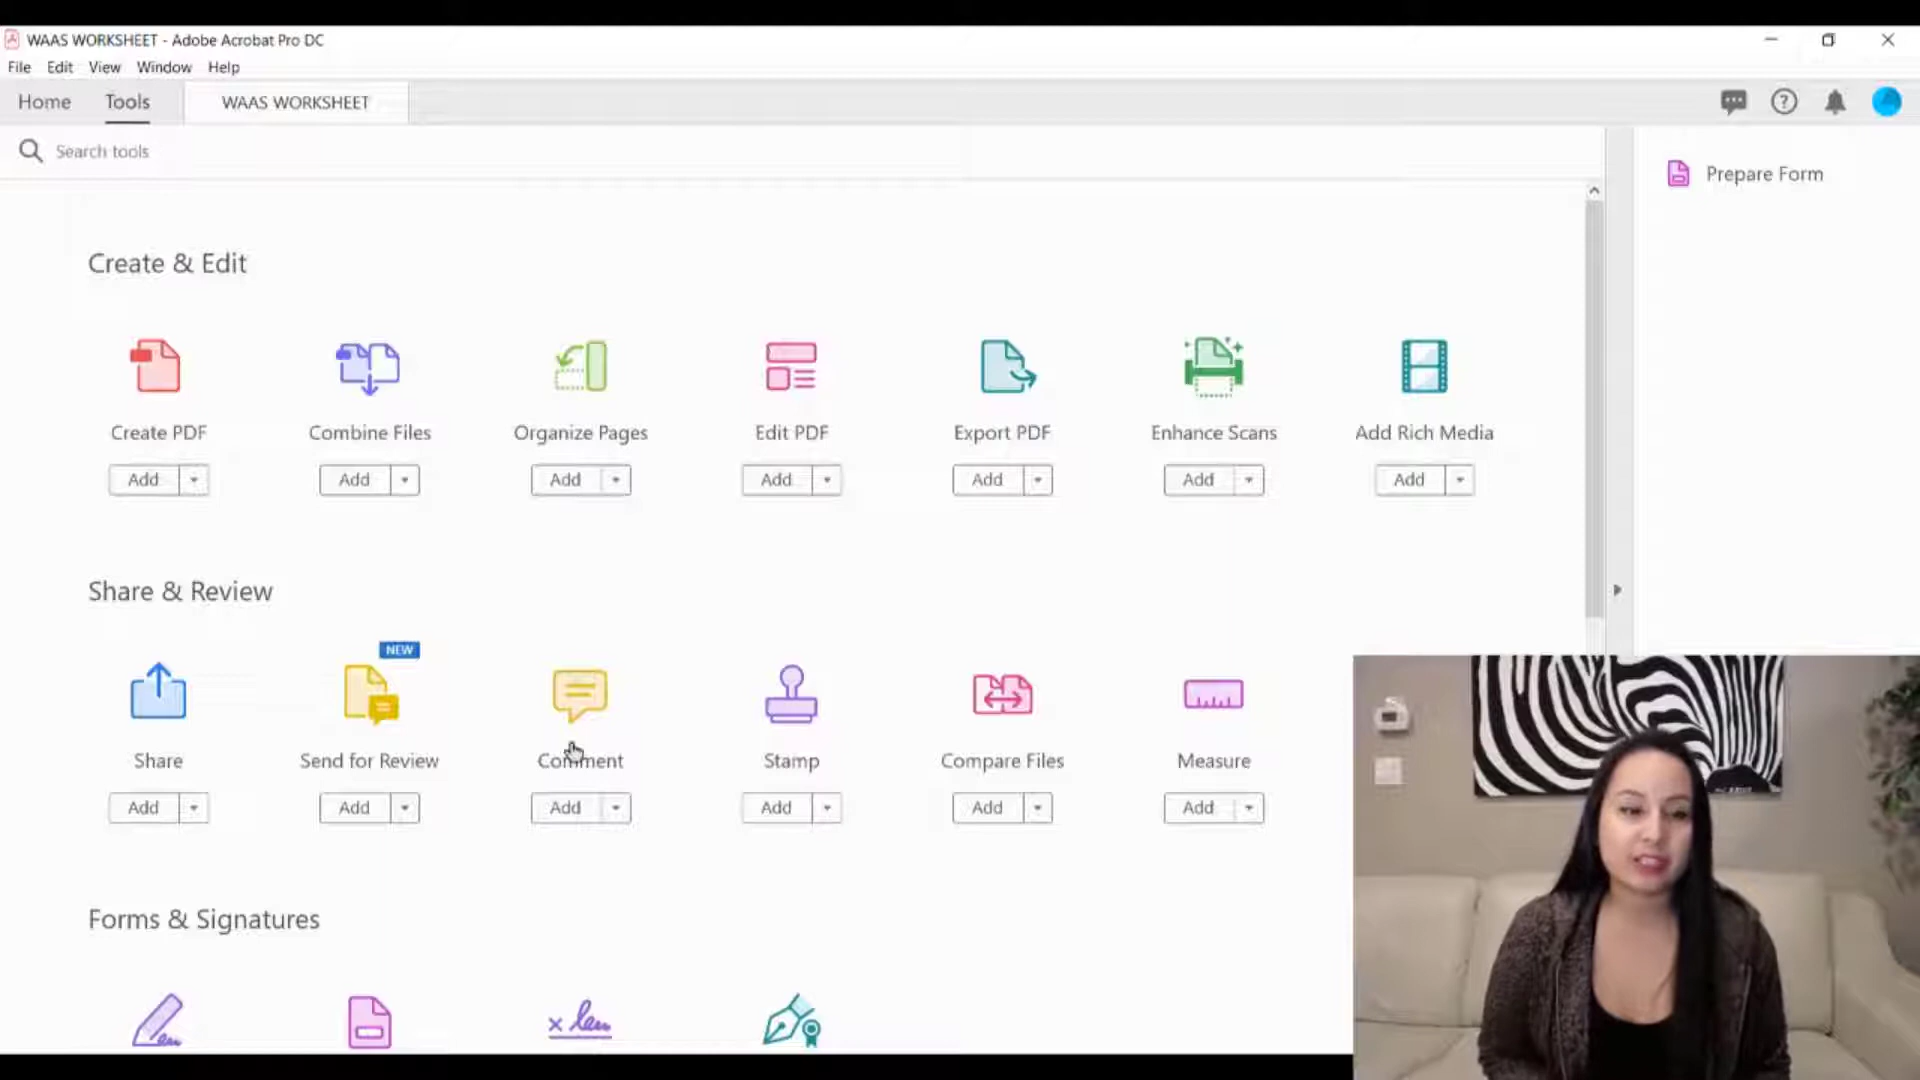 WAAS WORKSHEET - Adobe Acrobat Pro DC
File Edit View Window Help
Home Tools WAAS WORKSHEET
Search tools
Prepare Form
Create & Edit
Create PDF Combine Files Organize Pages Edit PDF Export PDF Enhance Scans Add Rich Media
Add Add Add Add Add Add Add
Share & Review
NEW
Share Send for Review Comment Stamp Compare Files Measure
Add Add Add Add Add Add
Forms & Signatures